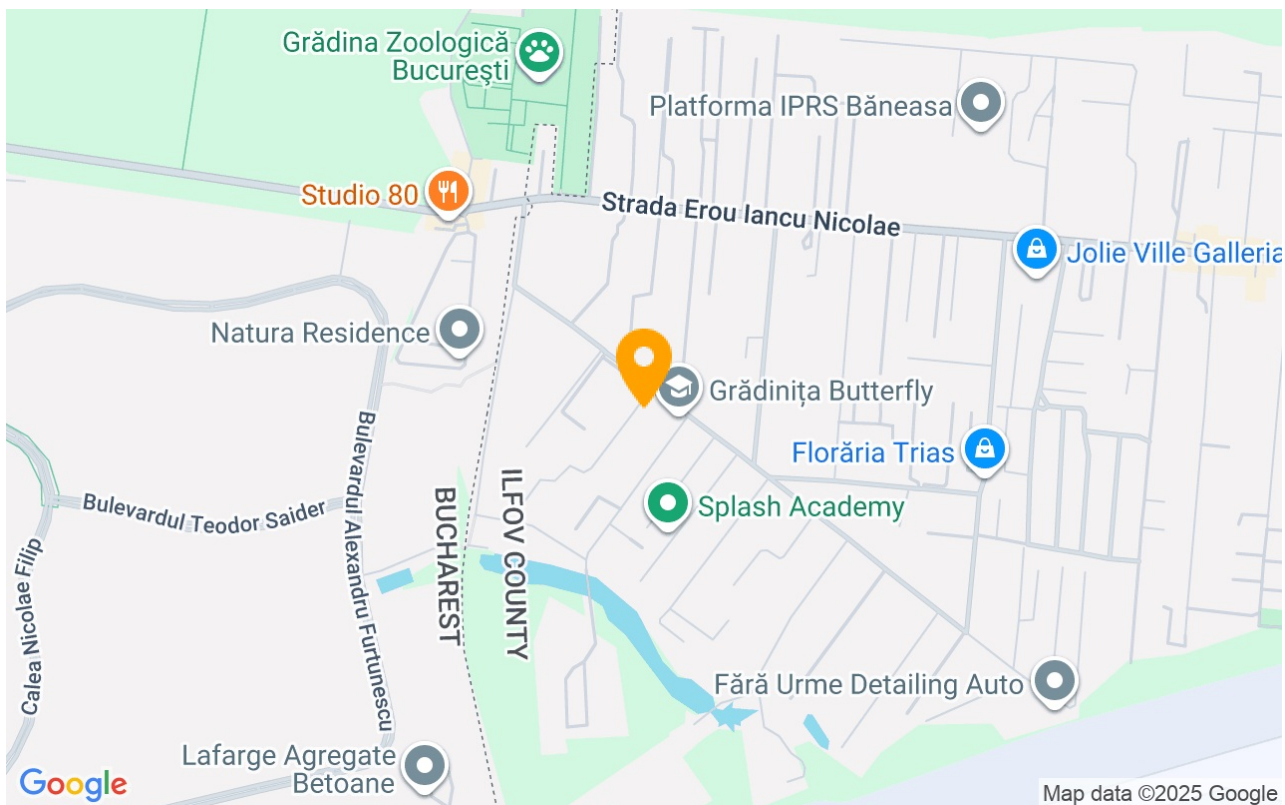 Grădina Zoologică
București
Platforma IPRS Băneasa
Studio 80
Strada Erou Iancu Nicolae
Jolie Ville Galleria
Natura Residence
Grădinița Butterfly
Florăria Trias
Bulevardul Teodor Saider
Bulevardul Alexandru Furtunescu
Calea Nicolae Filip
BUCHAREST
ILFOV COUNTY
Splash Academy
Fără Urme Detailing Auto
Lafarge Agregate
Betoane
Google
Map data ©2025 Google